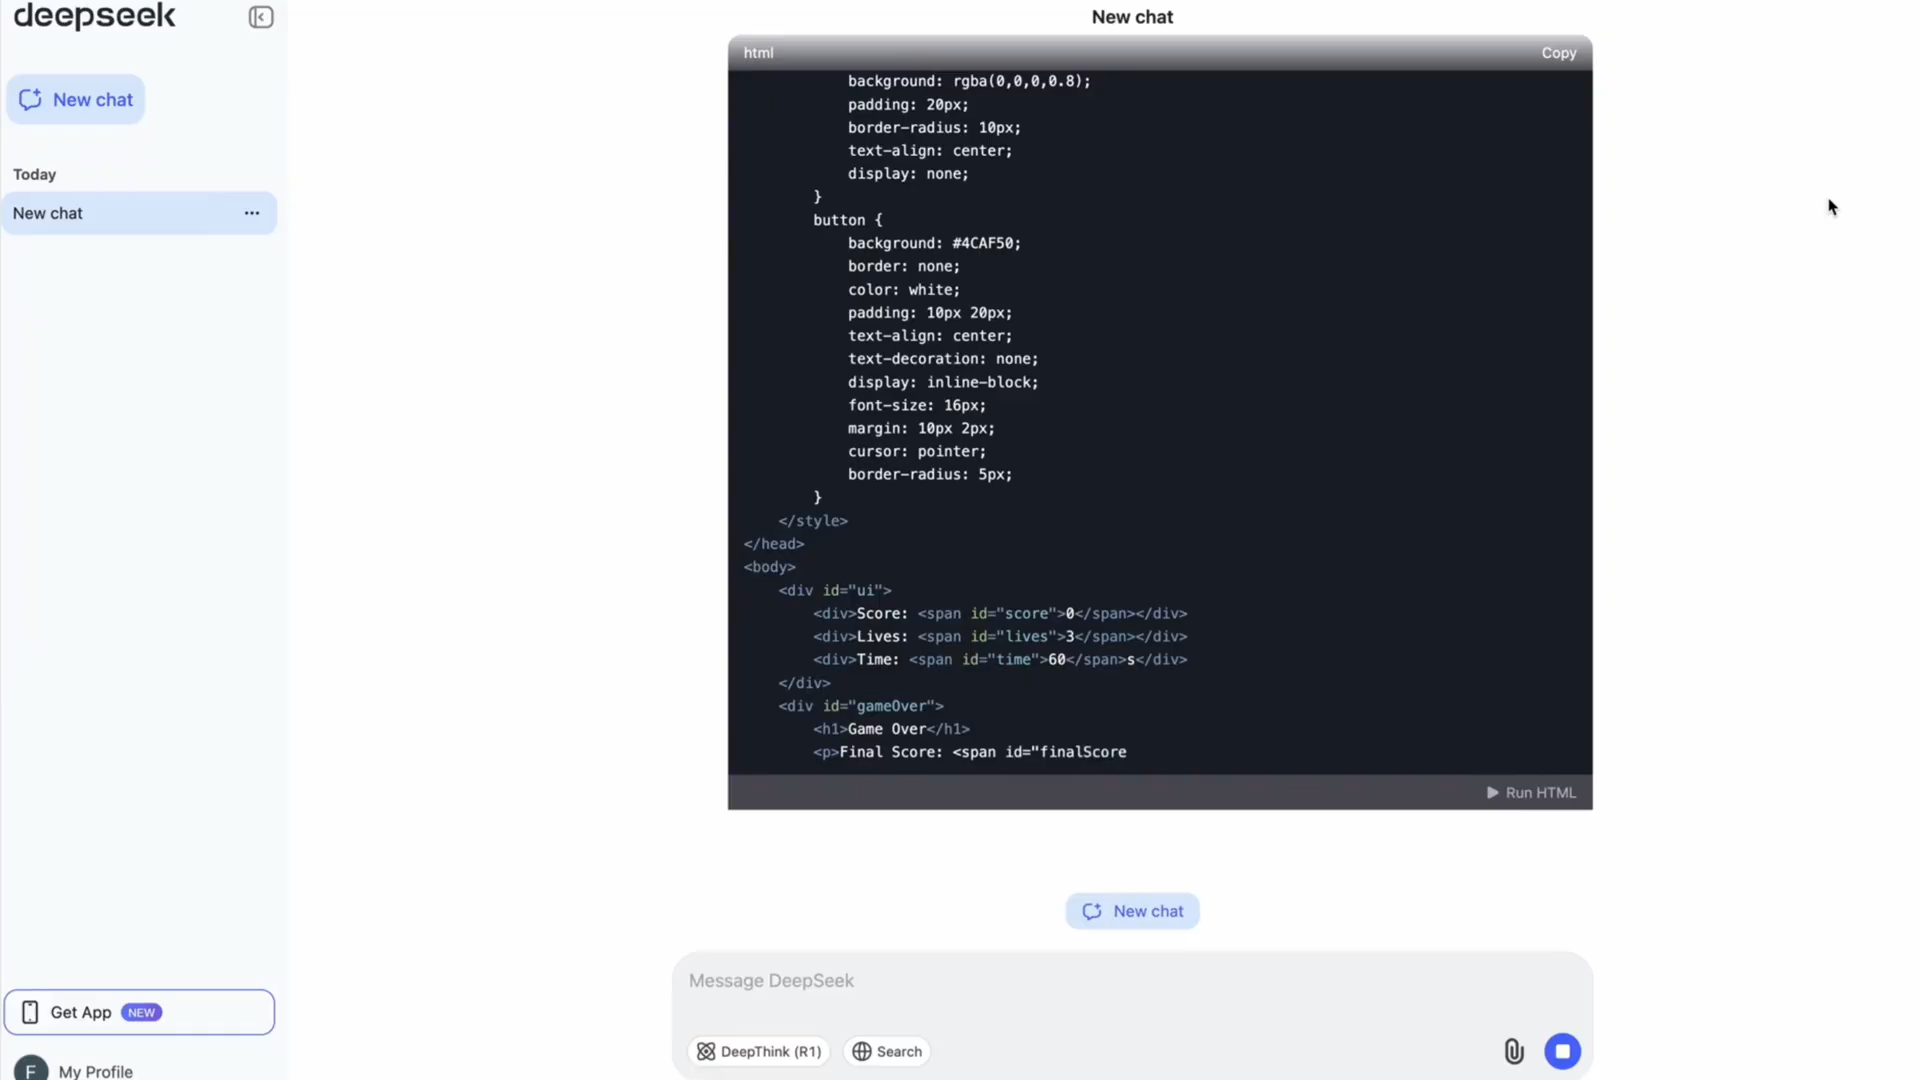 deepseek
New chat
Today
New chat
Get App NEW
F My Profile
New chat
html Copy
background: rgba(0,0,0,0.8);
padding: 20px;
border-radius: 10px;
text-align: center;
display: none;
}
button {
background: #4CAF50;
border: none;
color: white;
padding: 10px 20px;
text-align: center;
text-decoration: none;
display: inline-block;
font-size: 16px;
margin: 10px 2px;
cursor: pointer;
border-radius: 5px;
}
</style>
</head>
<body>
<div id="ui">
<div>Score: <span id="score">0</span></div>
<div>Lives: <span id="lives">3</span></div>
<div>Time: <span id="time">60</span>s</div>
</div>
<div id="gameOver">
<h1>Game Over</h1>
<p>Final Score: <span id="finalScore
Run HTML
New chat
Message DeepSeek
DeepThink (R1) Search